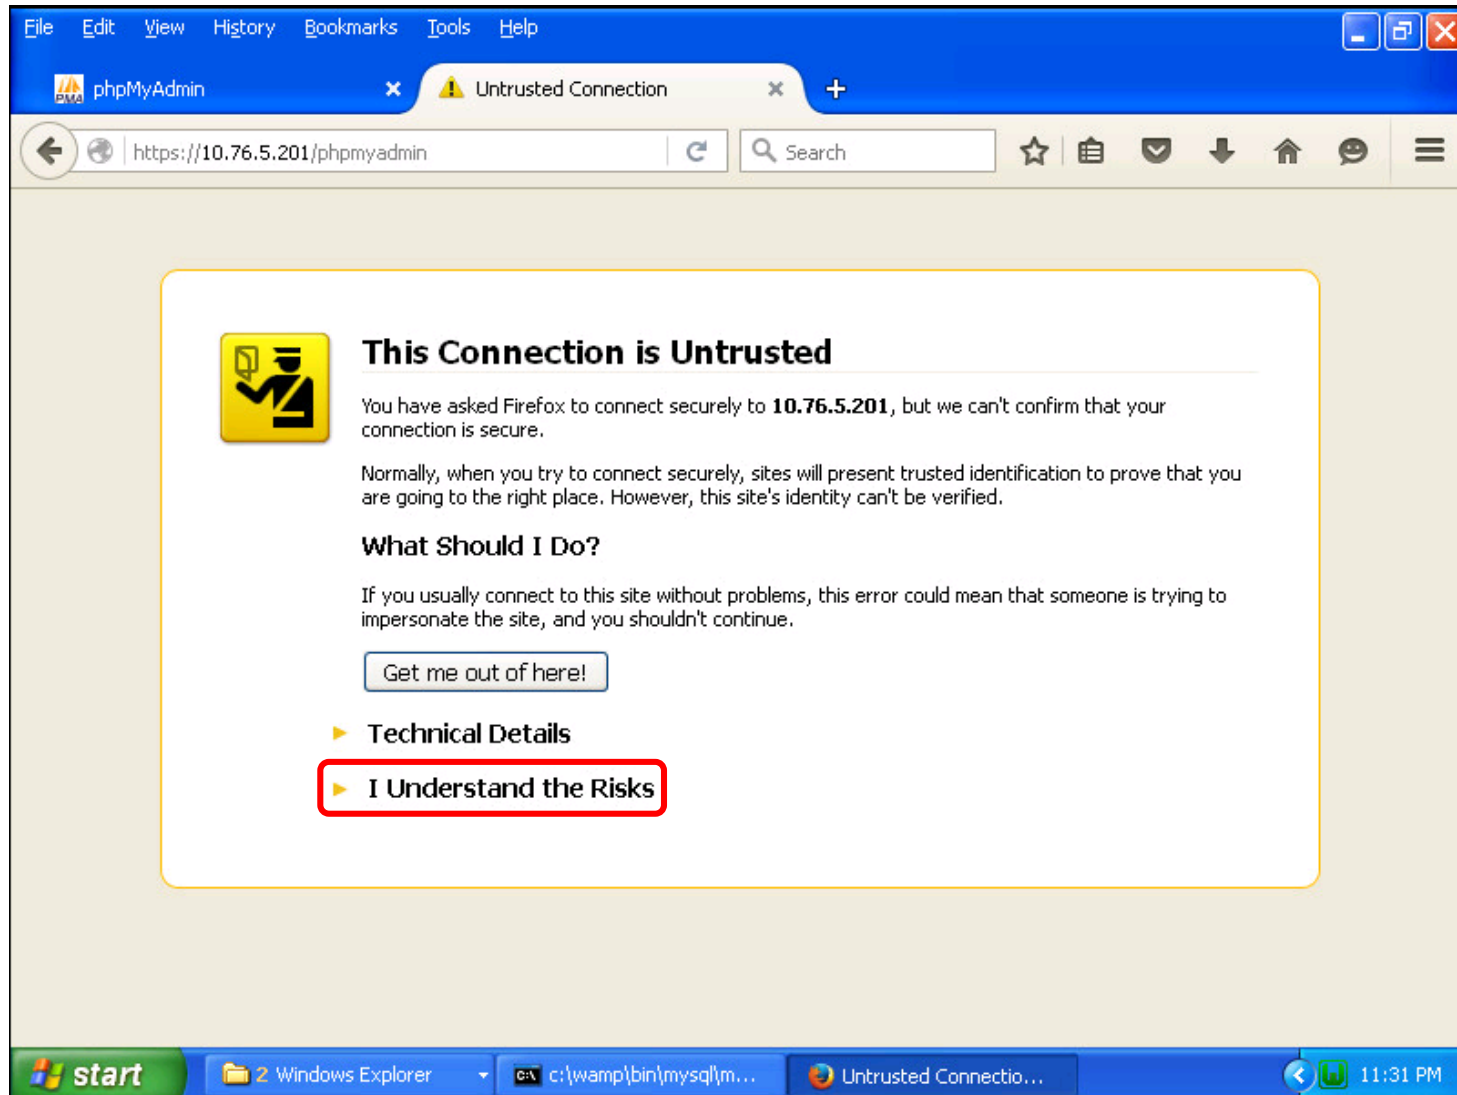 File Edit View History Bookmarks Tools Help
phpMyAdmin Untrusted Connection
https://10.76.5.201/phpmyadmin Search
This Connection is Untrusted
You have asked Firefox to connect securely to 10.76.5.201, but we can't confirm that your
connection is secure.
Normally, when you try to connect securely, sites will present trusted identification to prove that you
are going to the right place. However, this site's identity can't be verified.
What Should I Do?
If you usually connect to this site without problems, this error could mean that someone is trying to
impersonate the site, and you shouldn't continue.
Get me out of here!
Technical Details
I Understand the Risks
start 2 Windows Explorer c:\wamp\bin\mysql\m... Untrusted Connectio... 11:31 PM